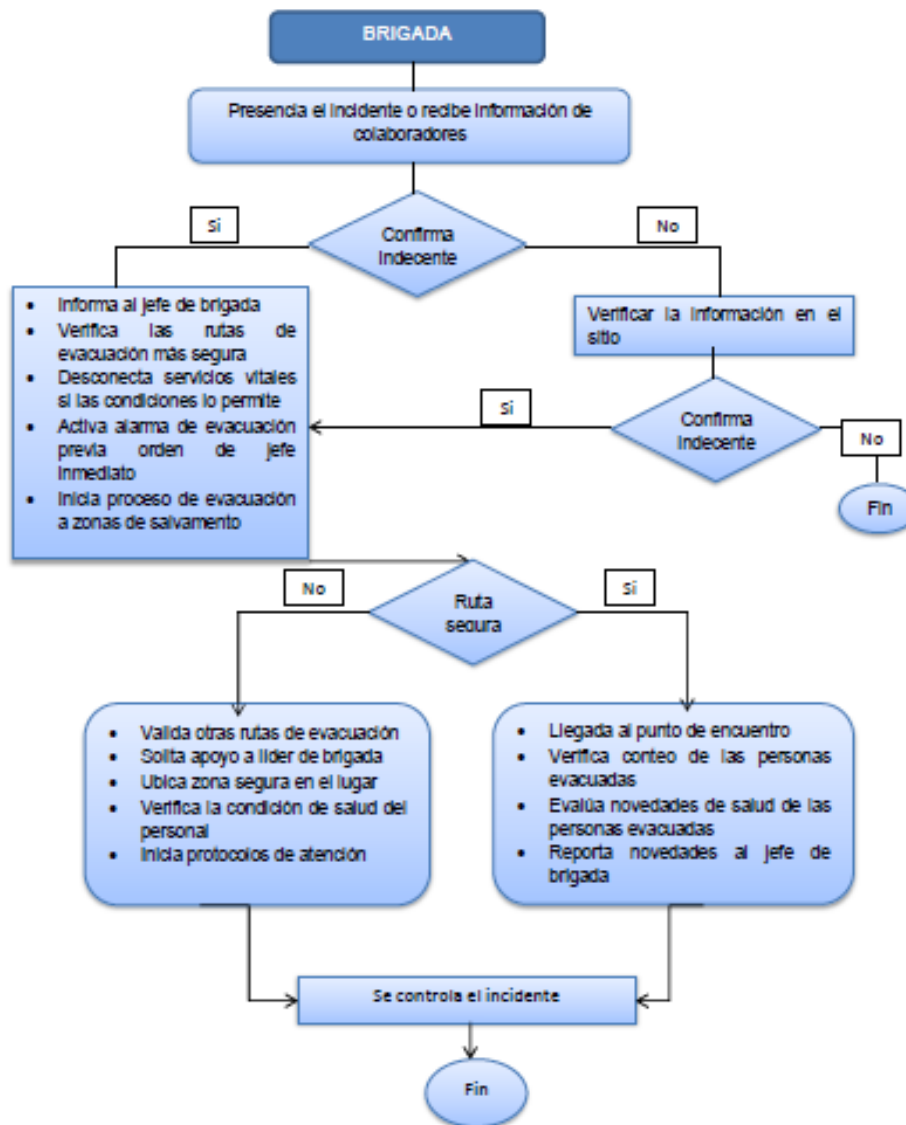 BRIGADA
Presencia el incidente o recibe información de
colaboradores
Si
No
Confirma
Indecente
• Informa al jefe de brigada
• Verifica las rutas de
evacuación más segura
• Desconecta servicios vitales
si las condiciones lo permite
• Activa alarma de evacuación
previa orden de jefe
inmediato
• Inicia proceso de evacuación
a zonas de salvamento
Verificar la información en el
sitio
Si
Confirma
Indecente
No
Fin
No
Si
Ruta
segura
• Valida otras rutas de evacuación
• Solita apoyo a líder de brigada
• Ubica zona segura en el lugar
• Verifica la condición de salud del
personal
• Inicia protocolos de atención
• Llegada al punto de encuentro
• Verifica conteo de las personas
evacuadas
• Evalúa novedades de salud de las
personas evacuadas
• Reporta novedades al jefe de
brigada
Se controla el incidente
Fin